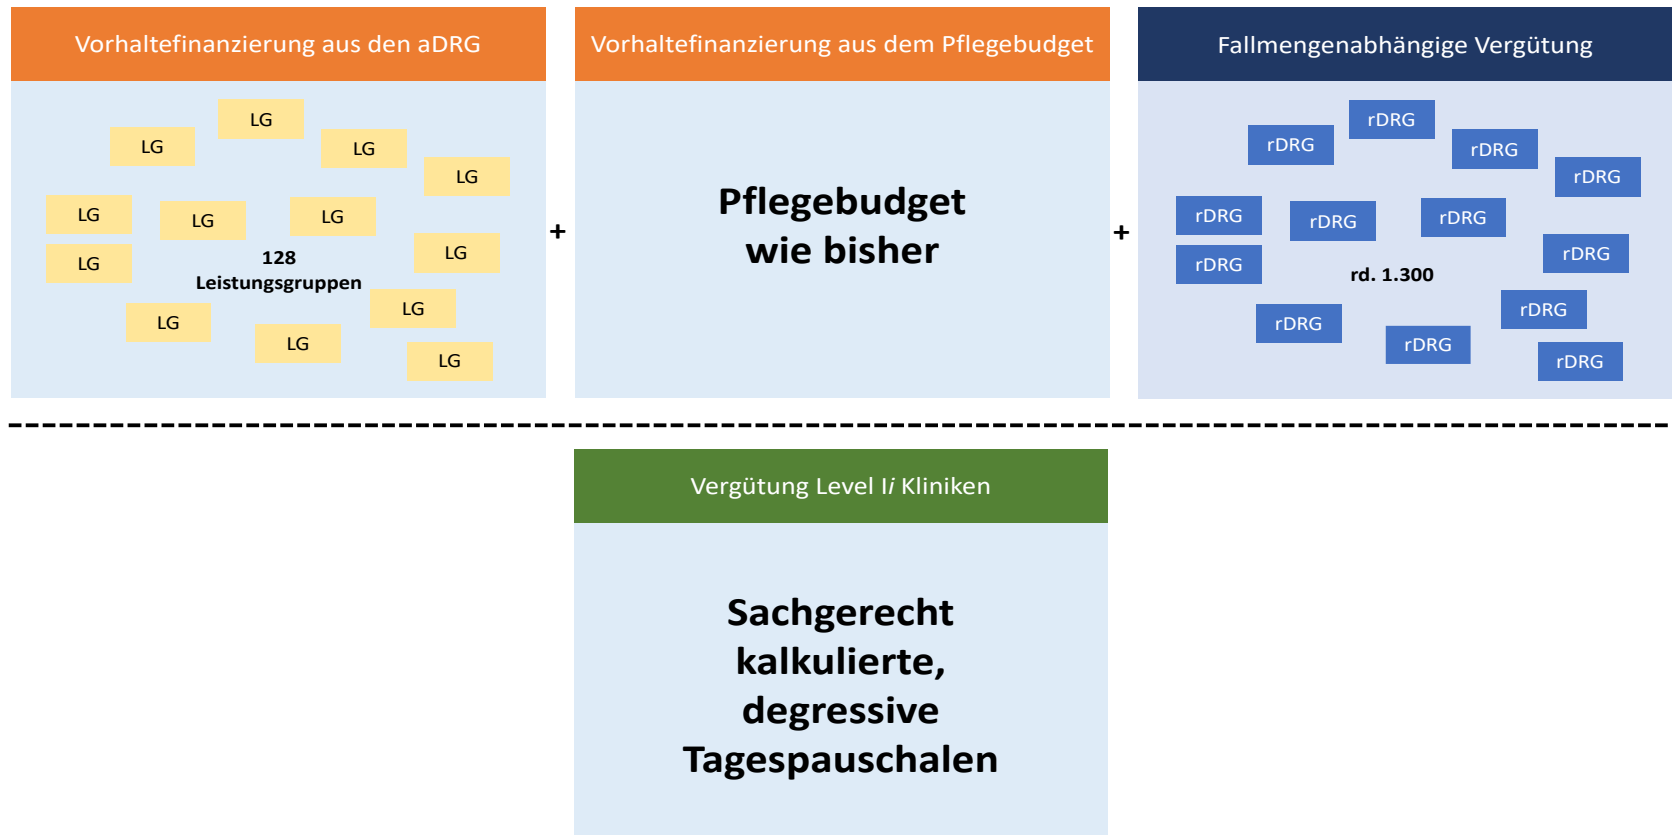 Vorhaltefinanzierung aus den aDRG
LG
LG
LG
LG
LG
LG
LG
LG
LG
LG
128
Leistungsgruppen
LG
LG
LG
LG
+
Vorhaltefinanzierung aus dem Pflegebudget
Pflegebudget
wie bisher
+
Fallmengenabhängige Vergütung
rDRG
rDRG
rDRG
rDRG
rDRG
rDRG
rDRG
rDRG
rDRG
rd. 1.300
rDRG
rDRG
rDRG
rDRG
Vergütung Level Ii Kliniken
Sachgerecht
kalkulierte,
degressive
Tagespauschalen